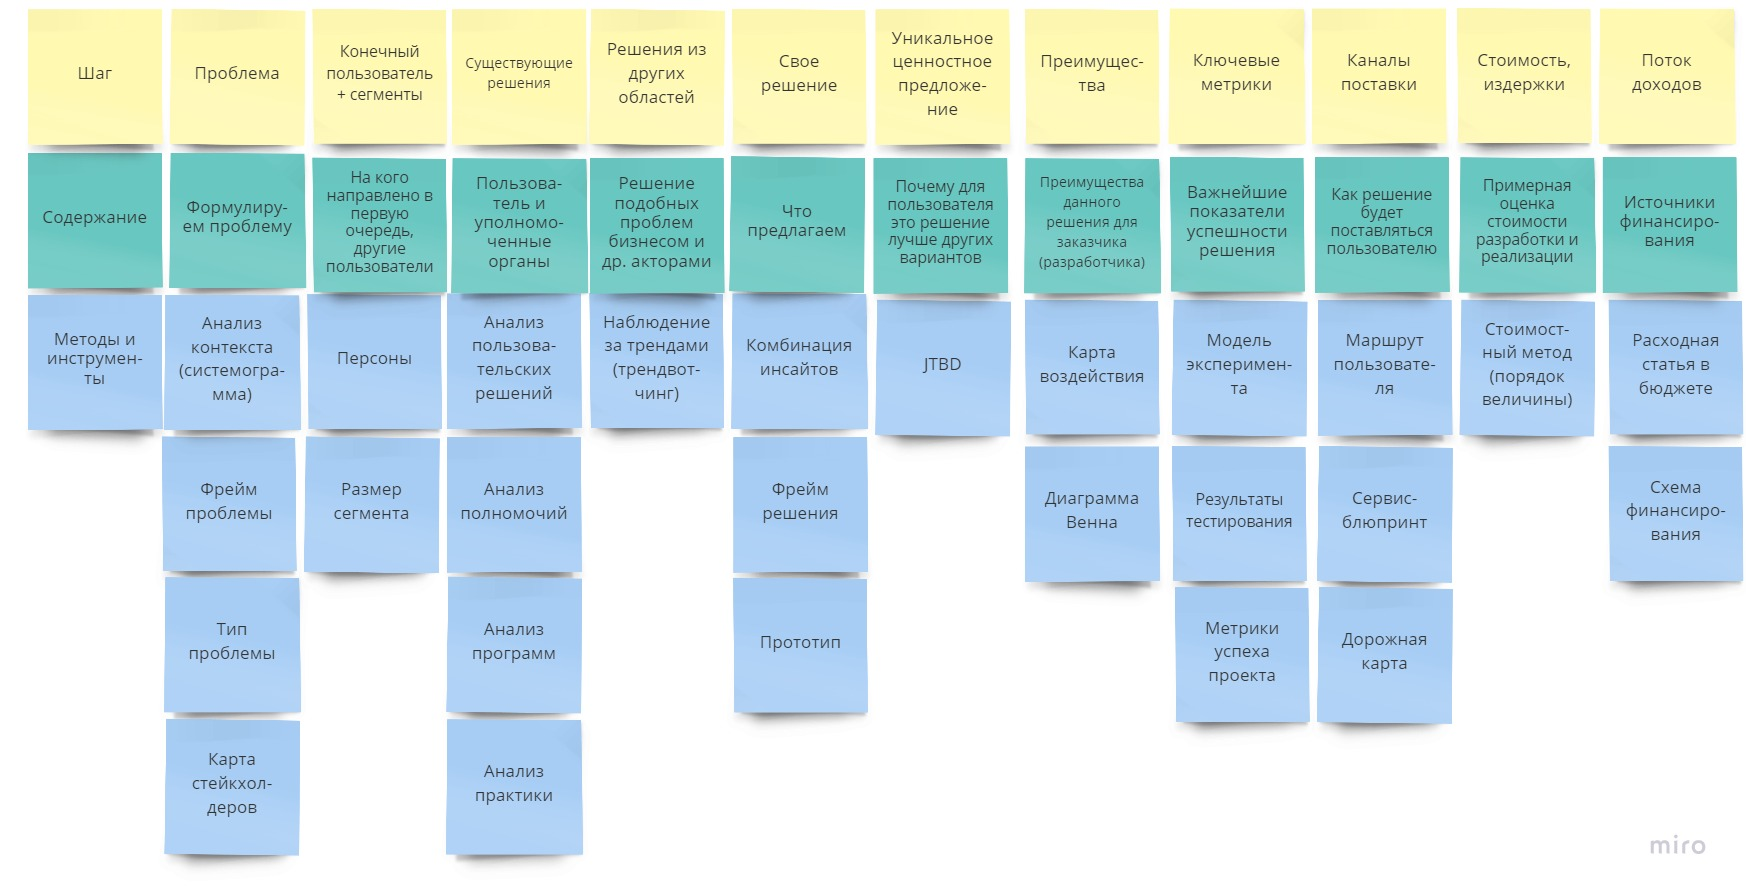 Шаг
Проблема
Конечный
пользователь
+ сегменты
Существующие
решения
Решения из
других
областей
Свое
решение
Уникальное
ценностное
предложе-
ние
Преимущес-
тва
Ключевые
метрики
Каналы
поставки
Стоимость,
издержки
Поток
доходов
Содержание
Формулиру-
ем проблему
На кого
направлено в
первую
очередь,
другие
пользователи
Пользова-
тель и
уполномо-
ченные
органы
Решение
подобных
проблем
бизнесом и
др. акторами
Что
предлагаем
Почему для
пользователя
это решение
лучше других
вариантов
Преимущества
данного
решения для
заказчика
(разработчика)
Важнейшие
показатели
успешности
решения
Как решение
будет
поставляться
пользователю
Примерная
оценка
стоимости
разработки и
реализации
Источники
финансиро-
вания
Методы и
инструмен-
ты
Анализ
контекста
(системогра-
мма)
Персоны
Анализ
пользова-
тельских
решений
Наблюдение
за трендами
(трендвот-
чинг)
Комбинация
инсайтов
JTBD
Карта
воздействия
Модель
эксперимен-
та
Маршрут
пользовате-
ля
Стоимост-
ный метод
(порядок
величины)
Расходная
статья в
бюджете
Фрейм
проблемы
Размер
сегмента
Анализ
полномочий
Фрейм
решения
Диаграмма
Венна
Результаты
тестирования
Сервис-
блюпринт
Схема
финансиро-
вания
Тип
проблемы
Анализ
программ
Прототип
Метрики
успеха
проекта
Дорожная
карта
Карта
стейкхол-
деров
Анализ
практики
miro